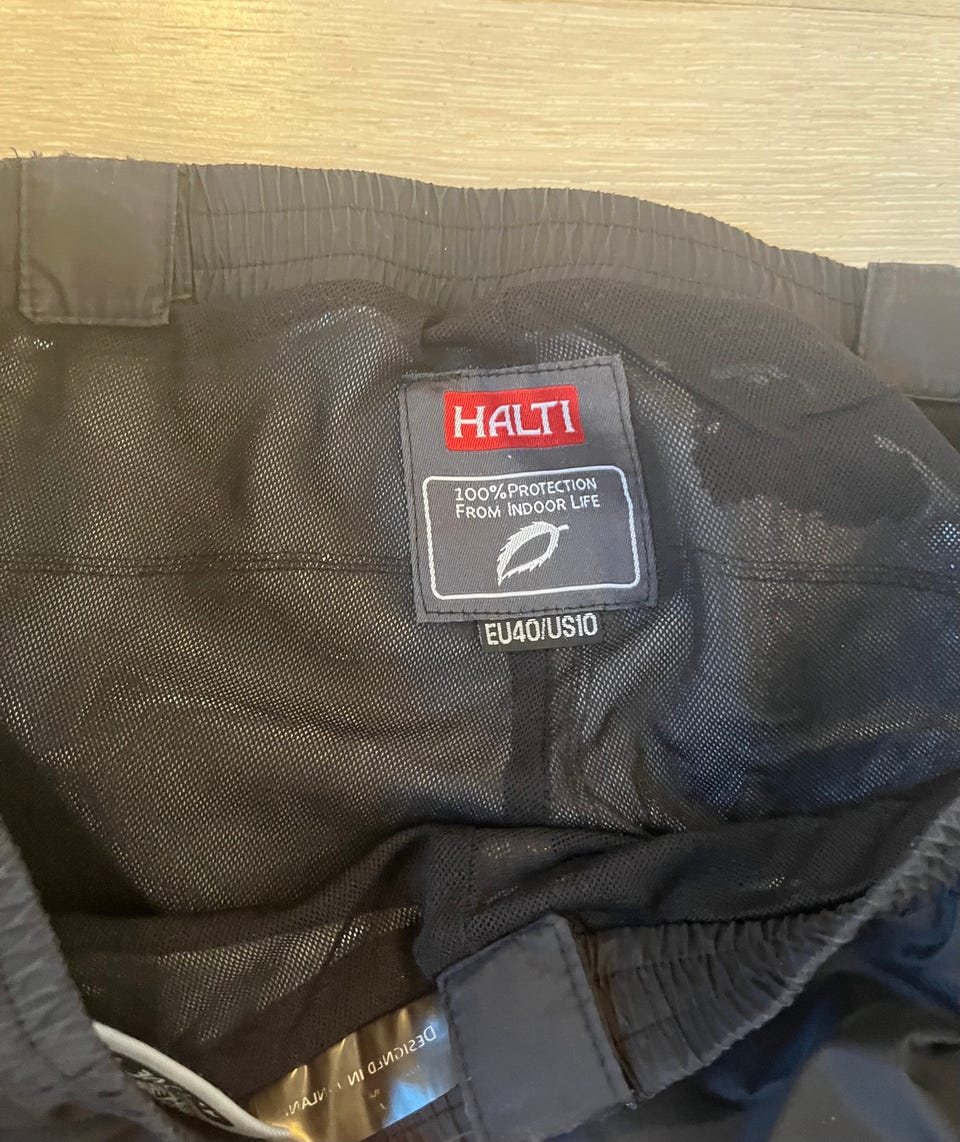 HALTI
100% PROTECTION
FROM INDOOR LIFE
EU40/US10
DESIGNED IN